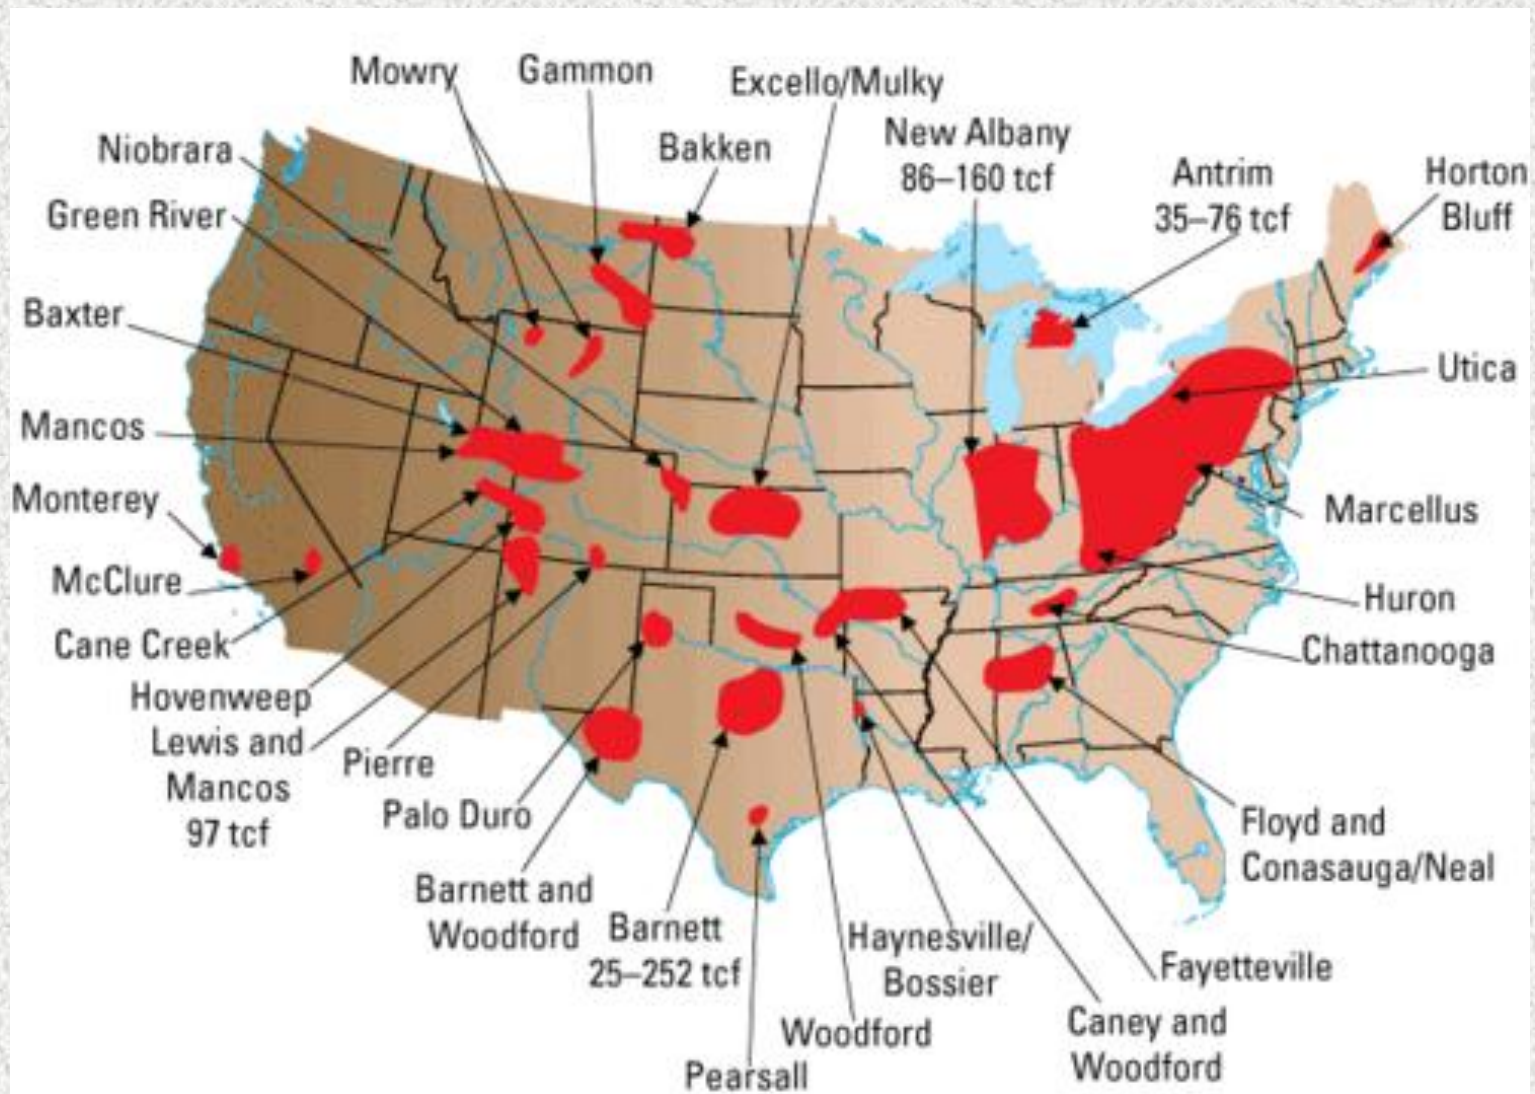 Mowry
Gammon
Excello/Mulky
Niobrara
Bakken
New Albany
86–160 tcf
Antrim
35–76 tcf
Horton
Bluff
Green River
Baxter
Utica
Mancos
Monterey
Marcellus
McClure
Huron
Cane Creek
Chattanooga
Hovenweep
Lewis and
Mancos
97 tcf
Pierre
Palo Duro
Floyd and
Conasauga/Neal
Barnett and
Woodford
Barnett
25–252 tcf
Haynesville/
Bossier
Fayetteville
Woodford
Caney and
Woodford
Pearsall